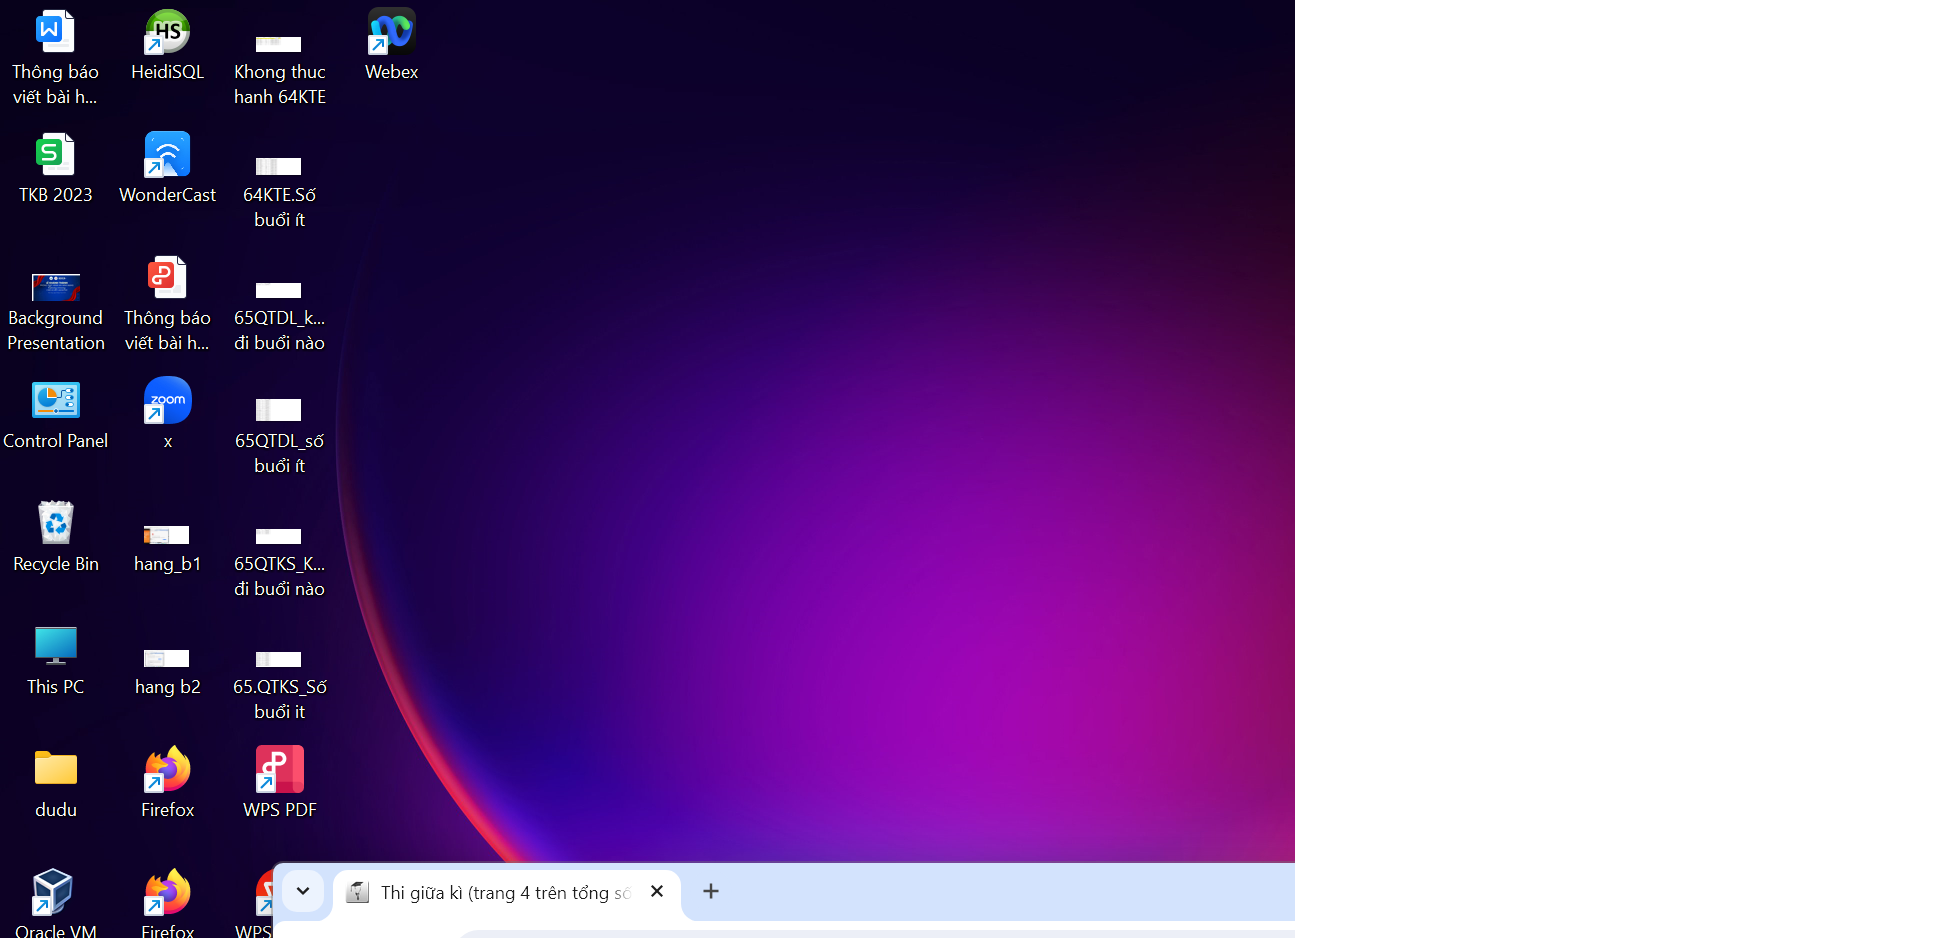 Thông báo
viết bài h...
HeidiSQL
Khong thuc
hanh 64KTE
Webex
TKB 2023
WonderCast
64KTE.Số
buổi ít
Background
Presentation
Thông báo
viết bài h...
65QTDL_k...
đi buổi nào
Control Panel
zoom
x
65QTDL_số
buổi ít
Recycle Bin
hang_b1
65QTKS_K...
đi buổi nào
This PC
hang b2
65.QTKS_Số
buổi it
dudu
Firefox
WPS PDF
Thi giữa kì (trang 4 trên tổng số
Oracle VM
Firefox
WPS